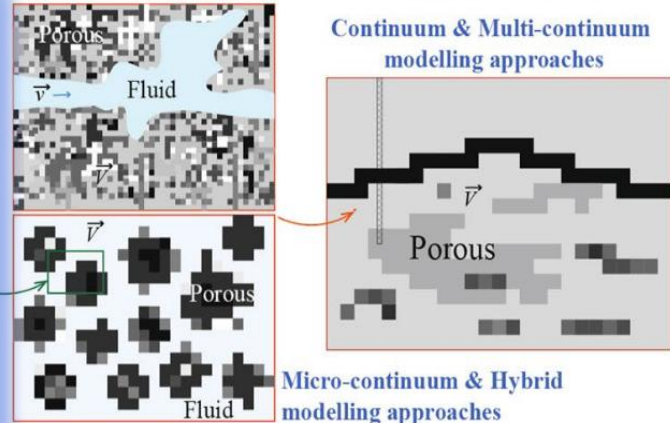 Porous
Fluid
v →
V
V
Porous
Fluid
Continuum & Multi-continuum
modelling approaches
V
Porous
Micro-continuum & Hybrid
modelling approaches